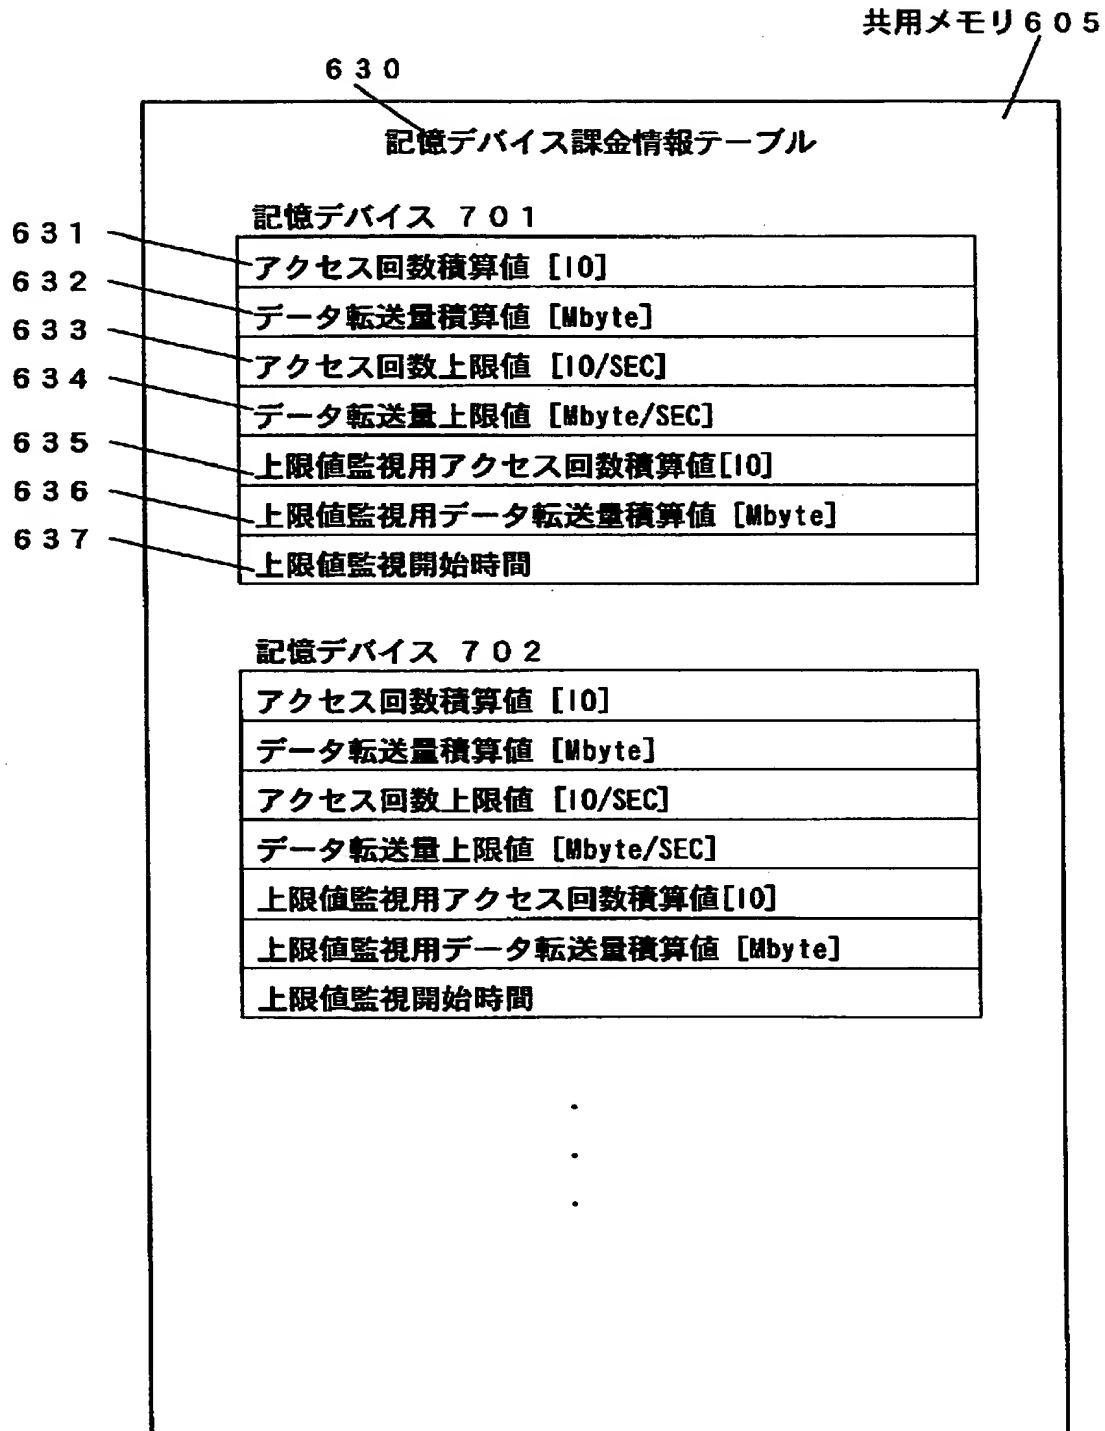 共用メモリ605
630
記憶デバイス課金情報テーブル
記憶デバイス 701
631
アクセス回数積算値 [IO]
632
データ転送量積算値 [Mbyte]
633
アクセス回数上限値 [IO/SEC]
634
データ転送量上限値 [Mbyte/SEC]
635
上限値監視用アクセス回数積算値[IO]
636
上限値監視用データ転送量積算値 [Mbyte]
637
上限値監視開始時間
記憶デバイス 702
アクセス回数積算値 [IO]
データ転送量積算値 [Mbyte]
アクセス回数上限値 [IO/SEC]
データ転送量上限値 [Mbyte/SEC]
上限値監視用アクセス回数積算値[IO]
上限値監視用データ転送量積算値 [Mbyte]
上限値監視開始時間